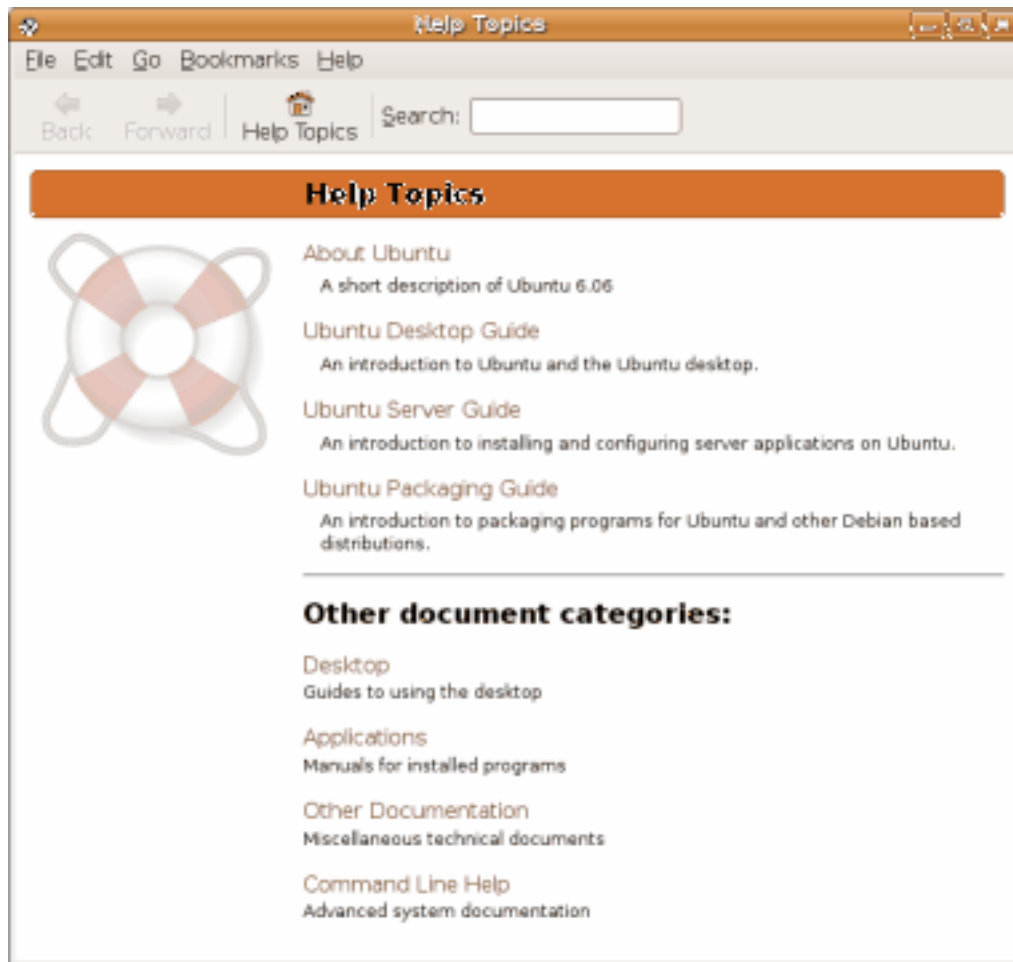 Help Topics
File Edit Go Bookmarks Help
Back Forward Help Topics Search:
Help Topics
About Ubuntu
A short description of Ubuntu 6.06
Ubuntu Desktop Guide
An introduction to Ubuntu and the Ubuntu desktop.
Ubuntu Server Guide
An introduction to installing and configuring server applications on Ubuntu.
Ubuntu Packaging Guide
An introduction to packaging programs for Ubuntu and other Debian based
distributions.
Other document categories:
Desktop
Guides to using the desktop
Applications
Manuals for installed programs
Other Documentation
Miscellaneous technical documents
Command Line Help
Advanced system documentation